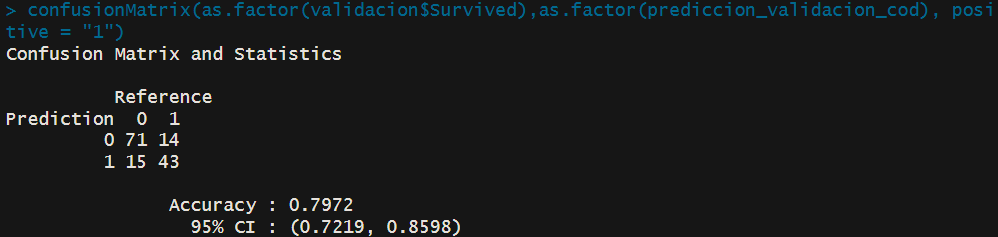 > confusionMatrix(as.factor(validacion$Survived),as.factor(prediccion_validacion_cod), posi
tive = "1")
Confusion Matrix and Statistics

          Reference
Prediction  0  1
         0 71 14
         1 15 43

               Accuracy : 0.7972
                 95% CI : (0.7219, 0.8598)